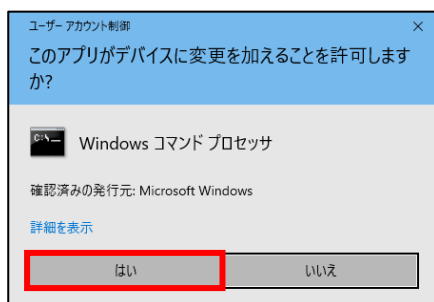 ユーザー アカウント制御
このアプリがデバイスに変更を加えることを許可します
か?
C:\_
Windows コマンド プロセッサ
確認済みの発行元: Microsoft Windows
詳細を表示
はい
いいえ